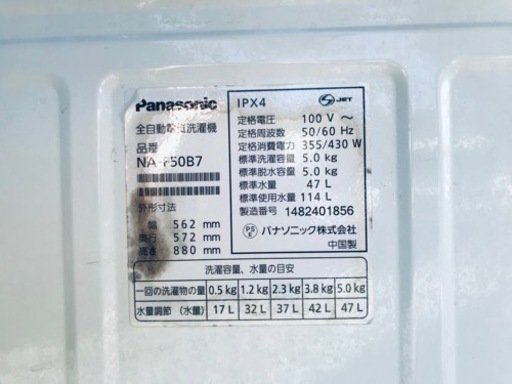 Panasonic
全自動電気洗濯機
品番
NA-F50B7
外形寸法
幅 562 mm
奥行 572 mm
高さ 880 mm
IPX4 JET
定格電圧 100 V ～
定格周波数 50/60 Hz
定格消費電力 355/430 W
標準洗濯容量 5.0 kg
標準脱水容量 5.0 kg
標準水量 47 L
標準使用水量 114 L
製造番号 1482401856
PS E パナソニック株式会社
中国製
洗濯容量、水量の目安
一回の洗濯物の量 0.5 kg 1.2 kg 2.3 kg 3.8 kg 5.0 kg
水量調節（水量） 17 L 32 L 37 L 42 L 47 L